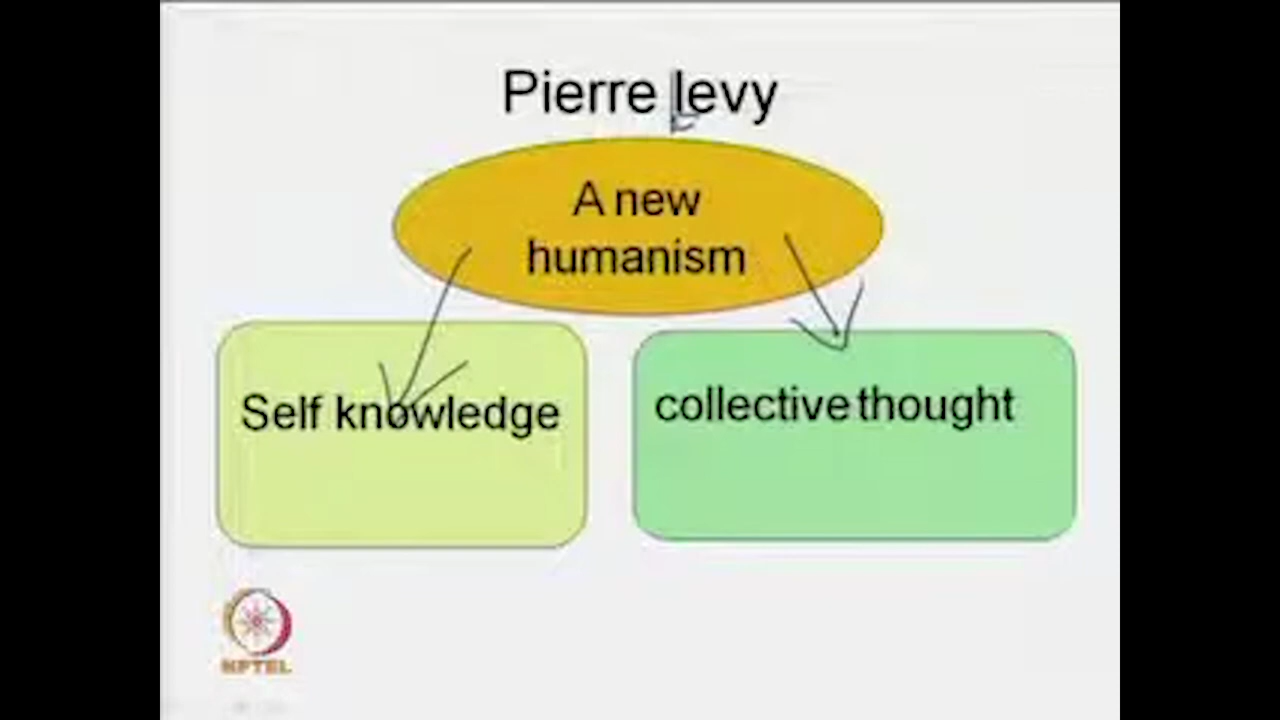 Pierre levy
A new
humanism
Self knowledge
collective thought
NPTEL